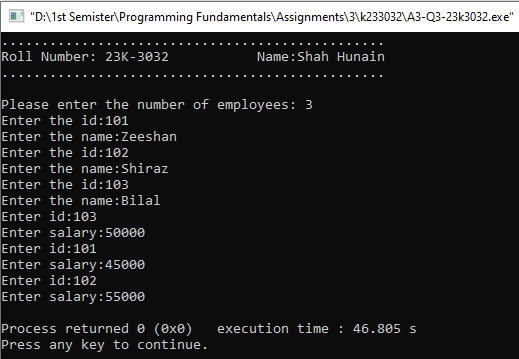 "D:\1st Semister\Programming Fundamentals\Assignments\3\k233032\A3-Q3-23k3032.exe"
................................................
Roll Number: 23K-3032           Name:Shah Hunain
................................................
Please enter the number of employees: 3
Enter the id:101
Enter the name:Zeeshan
Enter the id:102
Enter the name:Shiraz
Enter the id:103
Enter the name:Bilal
Enter id:103
Enter salary:50000
Enter id:101
Enter salary:45000
Enter id:102
Enter salary:55000
Process returned 0 (0x0)   execution time : 46.805 s
Press any key to continue.